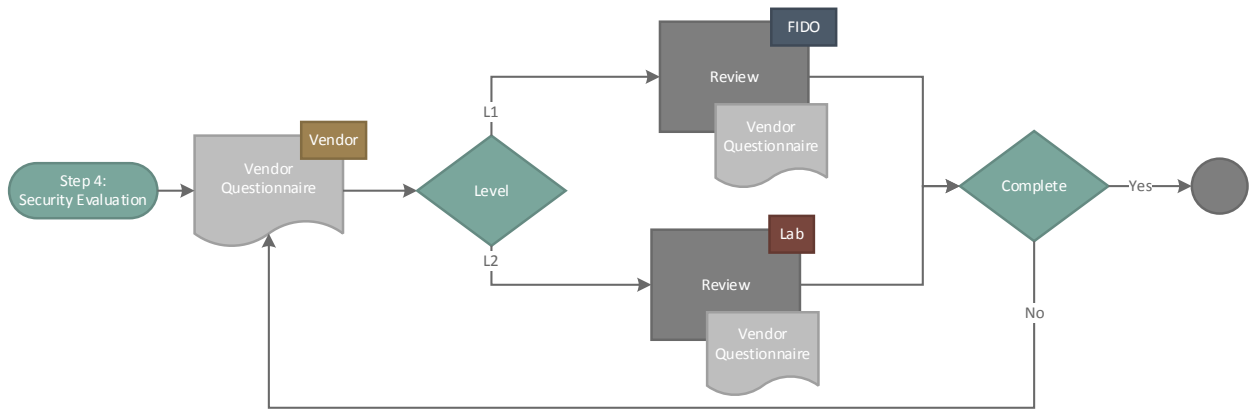 Step 4:
Security Evaluation
Vendor
Vendor
Questionnaire
Level
L1
FIDO
Review
Vendor
Questionnaire
L2
Lab
Review
Vendor
Questionnaire
Complete
Yes
No